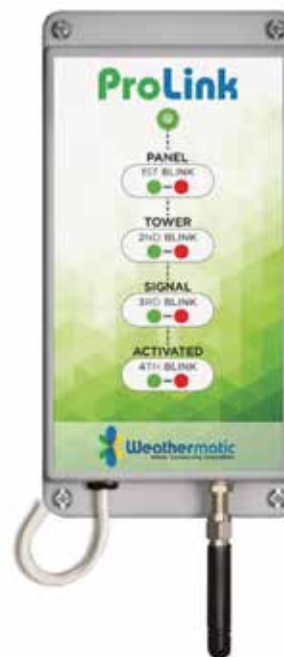 ProLink
PANEL
1ST BLINK
TOWER
2ND BLINK
SIGNAL
3RD BLINK
ACTIVATED
4TH BLINK
Weathermatic